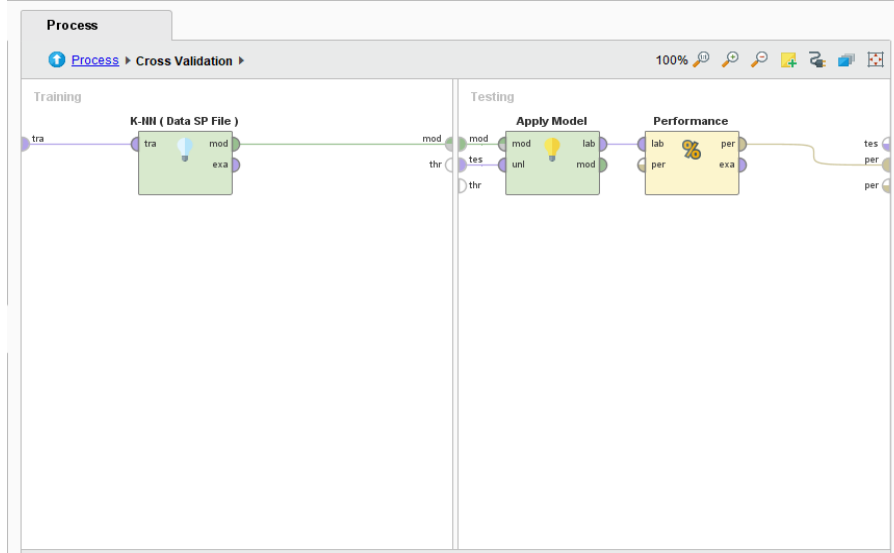 Process
Process ▸ Cross Validation ▸
100%
Training
Testing
K-NN ( Data SP File )
Apply Model
Performance
tra
tra
mod
exa
mod
thr
mod
tes
thr
mod
unl
lab
mod
lab
per
per
exa
tes
per
per